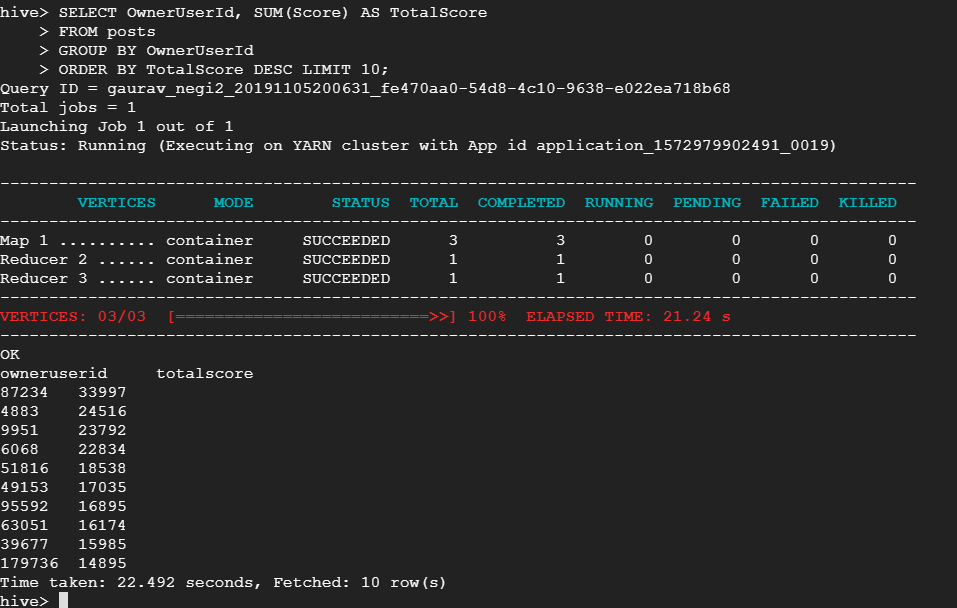 hive> SELECT OwnerUserId, SUM(Score) AS TotalScore
    > FROM posts
    > GROUP BY OwnerUserId
    > ORDER BY TotalScore DESC LIMIT 10;
Query ID = gaurav_negi2_20191105200631_fe470aa0-54d8-4c10-9638-e022ea718b68
Total jobs = 1
Launching Job 1 out of 1
Status: Running (Executing on YARN cluster with App id application_1572979902491_0019)
----------------------------------------------------------------------------------------------
        VERTICES      MODE        STATUS  TOTAL  COMPLETED  RUNNING  PENDING  FAILED  KILLED
----------------------------------------------------------------------------------------------
Map 1 .......... container     SUCCEEDED      3          3        0        0       0       0
Reducer 2 ...... container     SUCCEEDED      1          1        0        0       0       0
Reducer 3 ...... container     SUCCEEDED      1          1        0        0       0       0
----------------------------------------------------------------------------------------------
VERTICES: 03/03  [==========================>>] 100%  ELAPSED TIME: 21.24 s
----------------------------------------------------------------------------------------------
OK
owneruserid     totalscore
87234   33997
4883    24516
9951    23792
6068    22834
51816   18538
49153   17035
95592   16895
63051   16174
39677   15985
179736  14895
Time taken: 22.492 seconds, Fetched: 10 row(s)
hive>